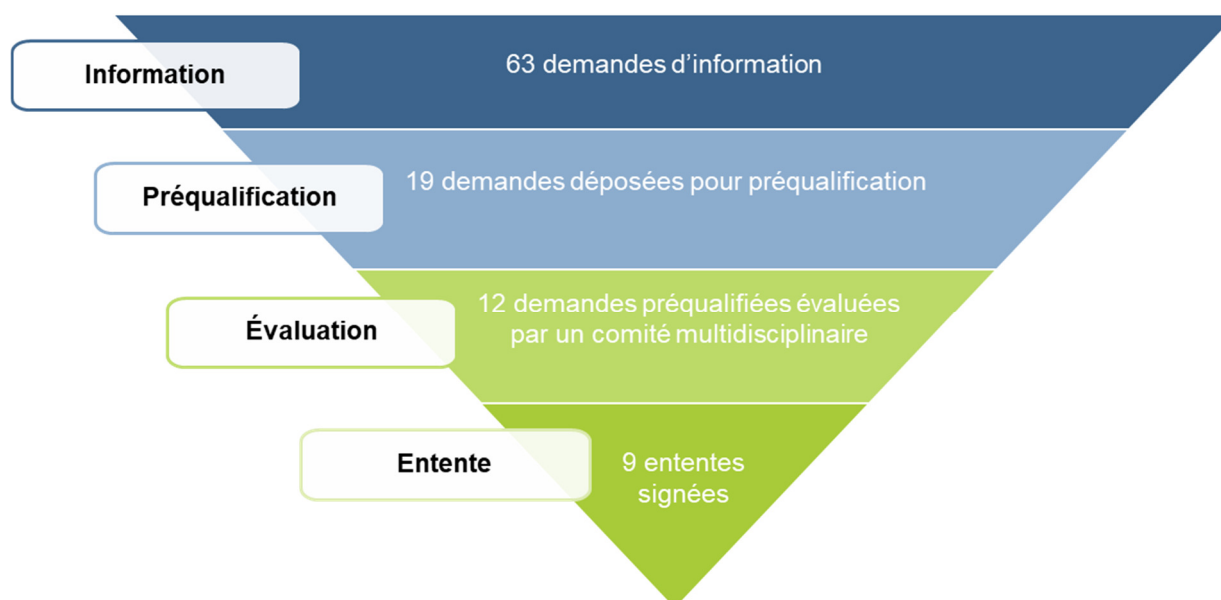 Information
63 demandes d’information
Préqualification
19 demandes déposées pour préqualification
Évaluation
12 demandes préqualifiées évaluées
par un comité multidisciplinaire
Entente
9 ententes
signées